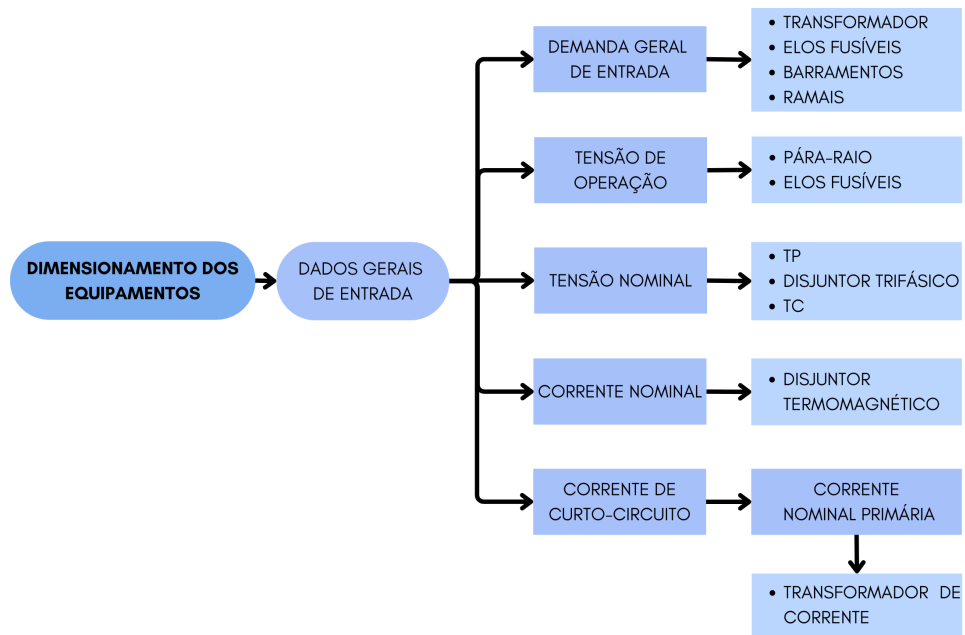 DIMENSIONAMENTO DOS
EQUIPAMENTOS
DADOS GERAIS
DE ENTRADA
DEMANDA GERAL
DE ENTRADA
• TRANSFORMADOR
• ELOS FUSÍVEIS
• BARRAMENTOS
• RAMAIS
TENSÃO DE
OPERAÇÃO
• PÁRA-RAIO
• ELOS FUSÍVEIS
TENSÃO NOMINAL
• TP
• DISJUNTOR TRIFÁSICO
• TC
CORRENTE NOMINAL
• DISJUNTOR
TERMOMAGNÉTICO
CORRENTE DE
CURTO-CIRCUITO
CORRENTE
NOMINAL PRIMÁRIA
• TRANSFORMADOR DE
CORRENTE